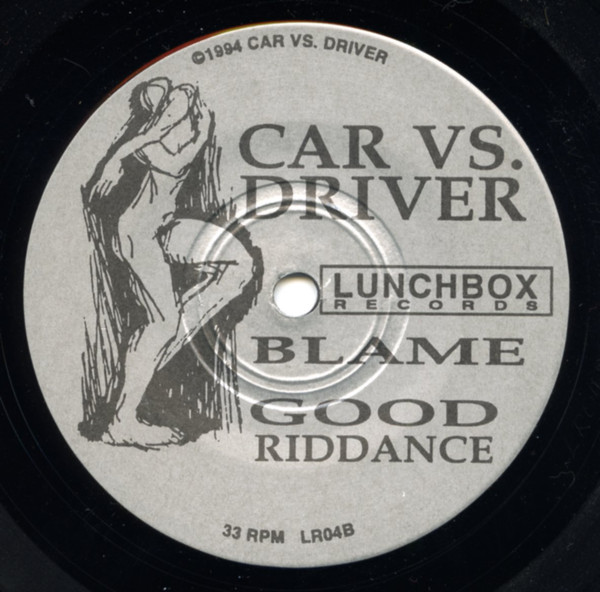 ©1994 CAR VS. DRIVER
CAR VS.
DRIVER
LUNCHBOX
RECORDS
BLAME
GOOD
RIDDANCE
33 RPM LR04B